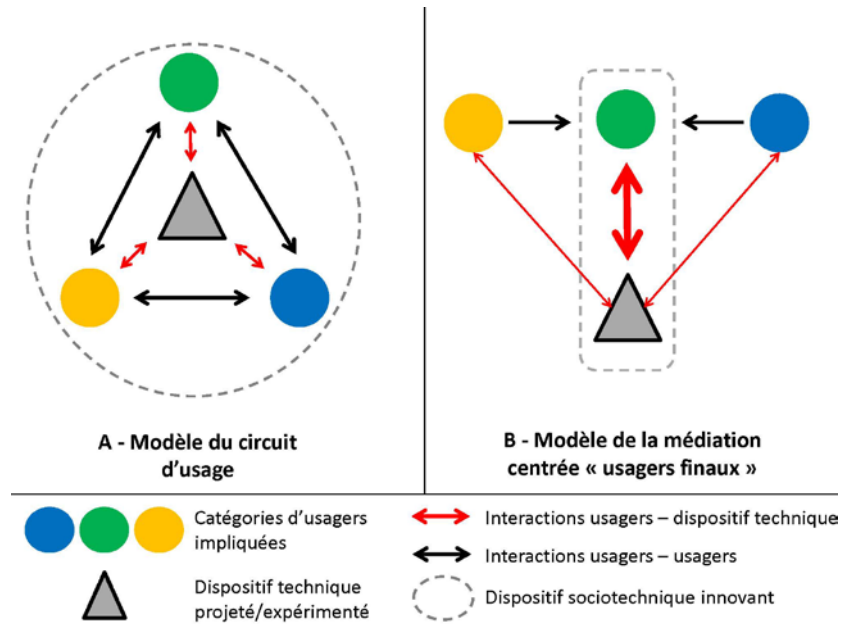 A - Modèle du circuit
d'usage
B - Modèle de la médiation
centrée « usagers finaux »
Catégories d'usagers
impliquées
Dispositif technique
projeté/expérimenté
Interactions usagers – dispositif technique
Interactions usagers – usagers
Dispositif sociotechnique innovant